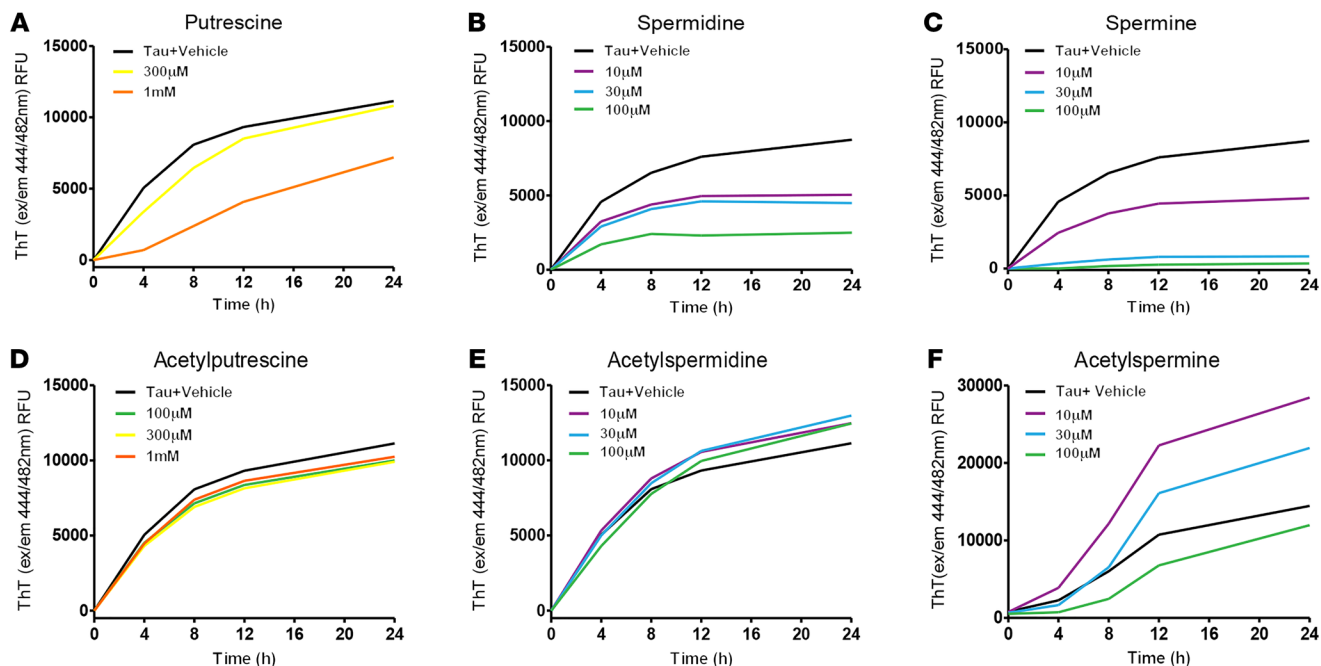 A
Putrescine
ThT (ex/em 444/482nm) RFU
15000
10000
5000
0
Tau+Vehicle
300µM
1mM
0 4 8 12 16 20 24
Time (h)
B
Spermidine
ThT (ex/em 444/482nm) RFU
15000
10000
5000
0
Tau+Vehicle
10µM
30µM
100µM
0 4 8 12 16 20 24
Time (h)
C
Spermine
ThT (ex/em 444/482nm) RFU
15000
10000
5000
0
Tau+Vehicle
10µM
30µM
100µM
0 4 8 12 16 20 24
Time (h)
D
Acetylputrescine
ThT (ex/em 444/482nm) RFU
15000
10000
5000
0
Tau+Vehicle
100µM
300µM
1mM
0 4 8 12 16 20 24
Time (h)
E
Acetylspermidine
ThT (ex/em 444/482nm) RFU
15000
10000
5000
0
Tau+Vehicle
10µM
30µM
100µM
0 4 8 12 16 20 24
Time (h)
F
Acetylspermine
ThT(ex/em 444/482nm) RFU
30000
20000
10000
0
Tau+ Vehicle
10µM
30µM
100µM
0 4 8 12 16 20 24
Time (h)